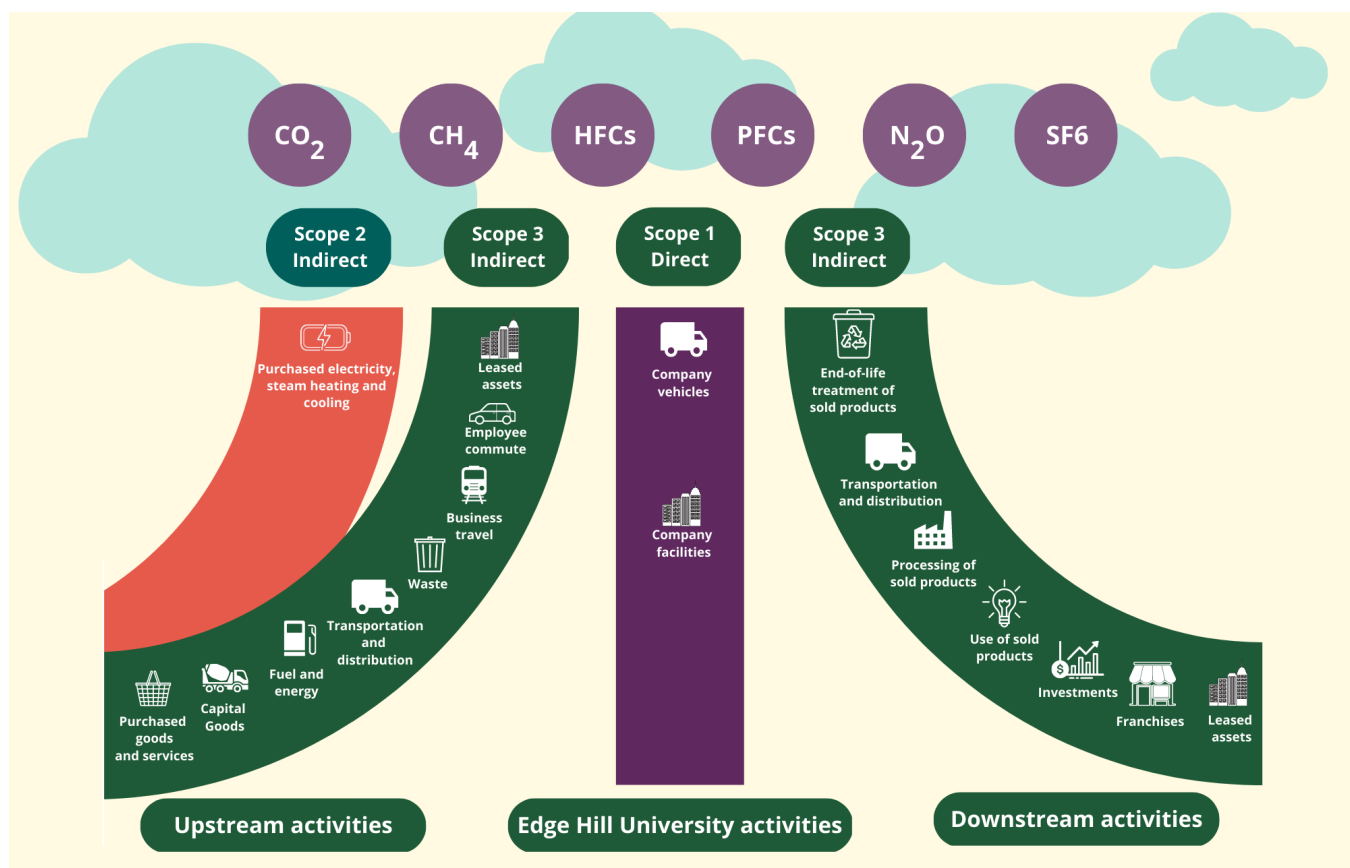 CO2
CH4
HFCs
PFCs
N2O
SF6
Scope 2
Indirect
Scope 3
Indirect
Scope 1
Direct
Scope 3
Indirect
Purchased electricity,
steam heating and
cooling
Leased
assets
Employee
commute
Business
travel
Waste
Transportation
and
distribution
Fuel and
energy
Capital
Goods
Purchased
goods
and services
Company
vehicles
Company
facilities
End-of-life
treatment of
sold products
Transportation
and distribution
Processing of
sold products
Use of sold
products
$
Investments
Franchises
Leased
assets
Upstream activities
Edge Hill University activities
Downstream activities